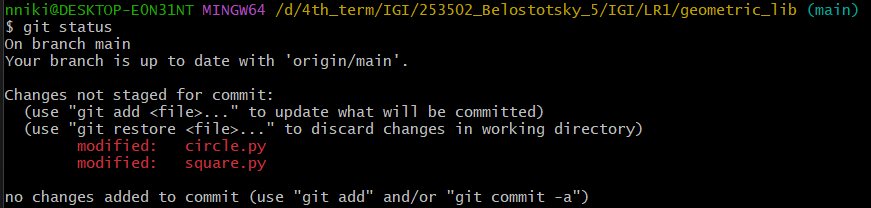 nniki@DESKTOP-EON31NT MINGW64 /d/4th_term/IGI/253502_Belostotsky_5/IGI/LR1/geometric_lib (main)
$ git status
On branch main
Your branch is up to date with 'origin/main'.
Changes not staged for commit:
(use "git add <file>..." to update what will be committed)
(use "git restore <file>..." to discard changes in working directory)
modified:   circle.py
modified:   square.py
no changes added to commit (use "git add" and/or "git commit -a")